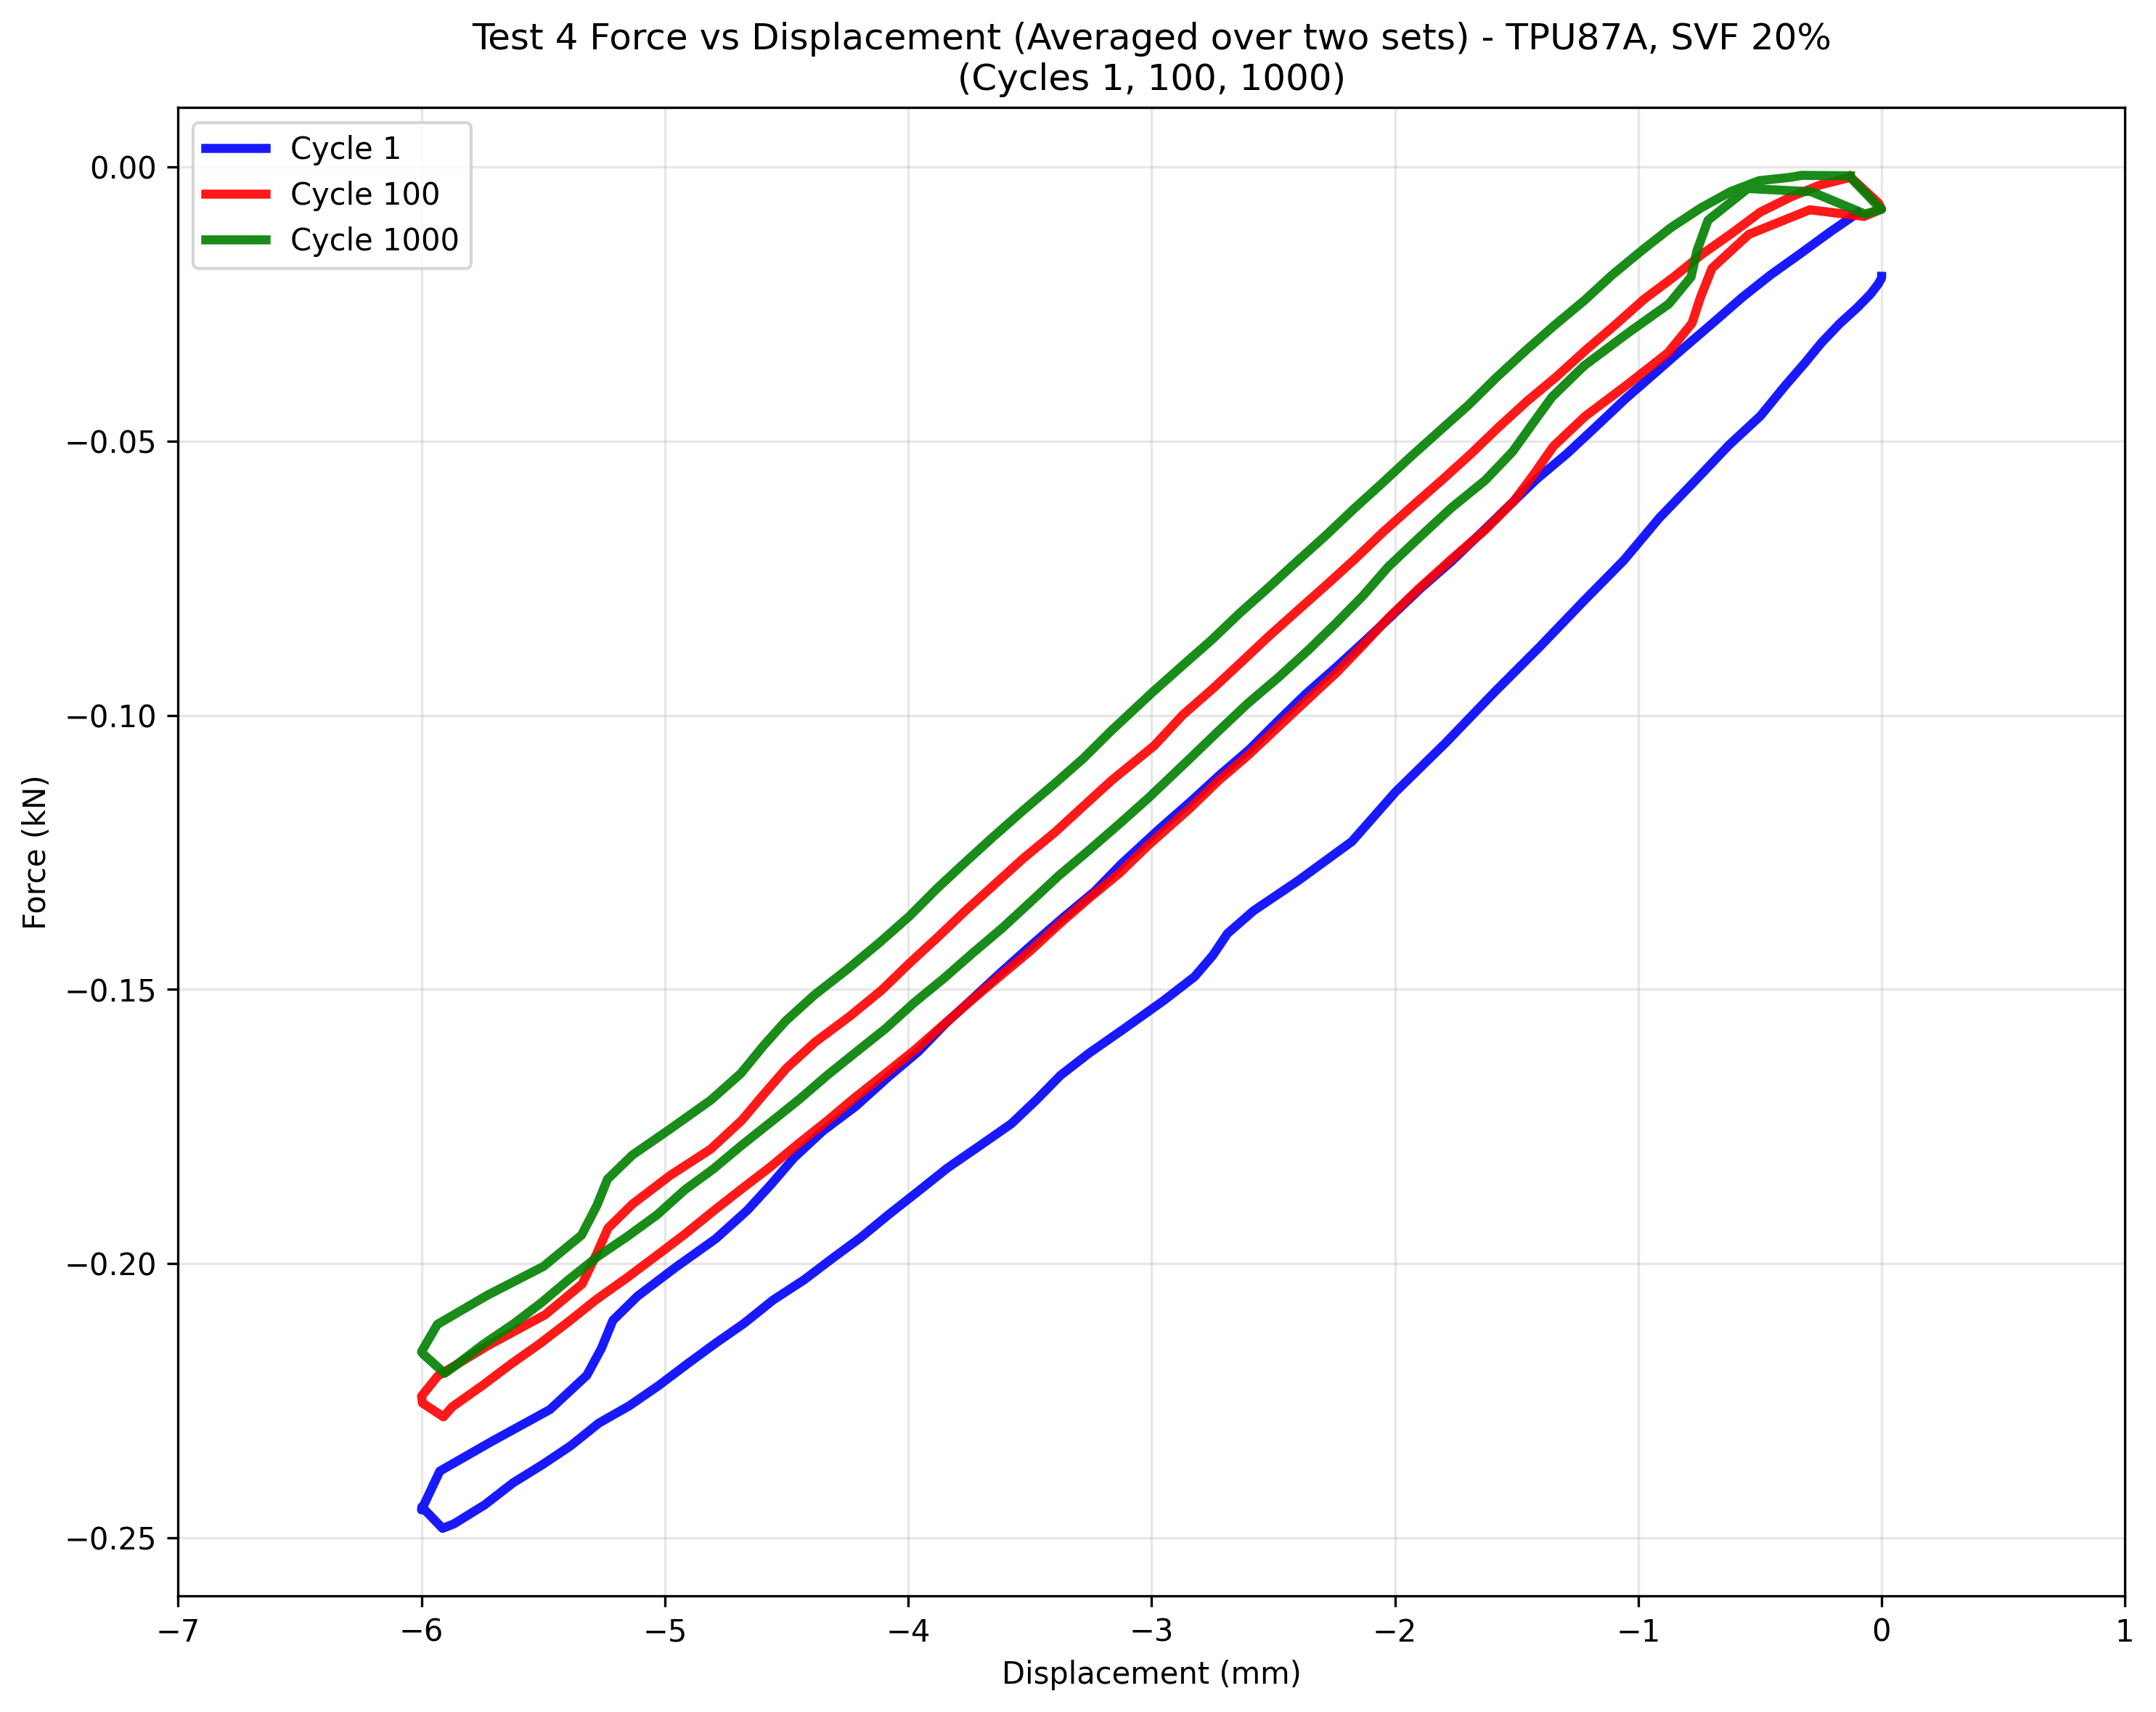 Test 4 Force vs Displacement (Averaged over two sets) - TPU87A, SVF 20%
(Cycles 1, 100, 1000)
Cycle 1
Cycle 100
Cycle 1000
0.00
−0.05
−0.10
−0.15
−0.20
−0.25
Force (kN)
−7
−6
−5
−4
−3
−2
−1
0
1
Displacement (mm)